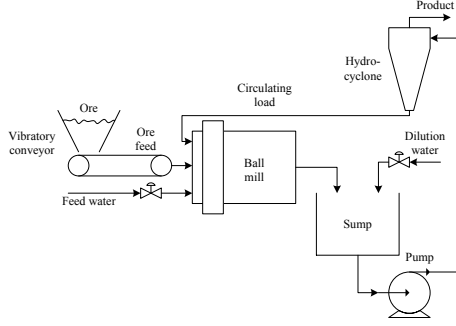 Product
Hydro-
cyclone
Circulating
load
Ore
Vibratory
conveyor
Ore
feed
Dilution
water
Ball
mill
Feed water
Sump
Pump